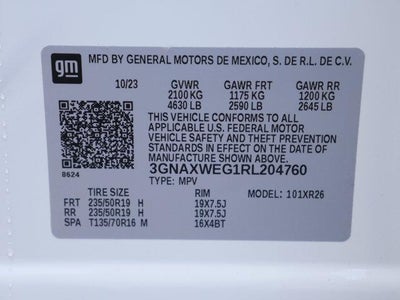 gm
MFD BY GENERAL MOTORS DE MEXICO, S. DE R.L. DE C.V.
10/23 GVWR GAWR FRT GAWR RR
2100 KG 1175 KG 1200 KG
4630 LB 2590 LB 2645 LB
THIS VEHICLE CONFORMS TO ALL
APPLICABLE U.S. FEDERAL MOTOR
VEHICLE SAFETY AND THEFT PREVENTION
STANDARDS IN EFFECT ON THE DATE OF
MANUFACTURE SHOWN ABOVE.
3GNAXWEG1RL204760
8624 TYPE: MPV
TIRE SIZE RIM MODEL: 101XR26
FRT 235/50R19 H 19X7.5J
RR 235/50R19 H 19X7.5J
SPA T135/70R16 M 16X4BT